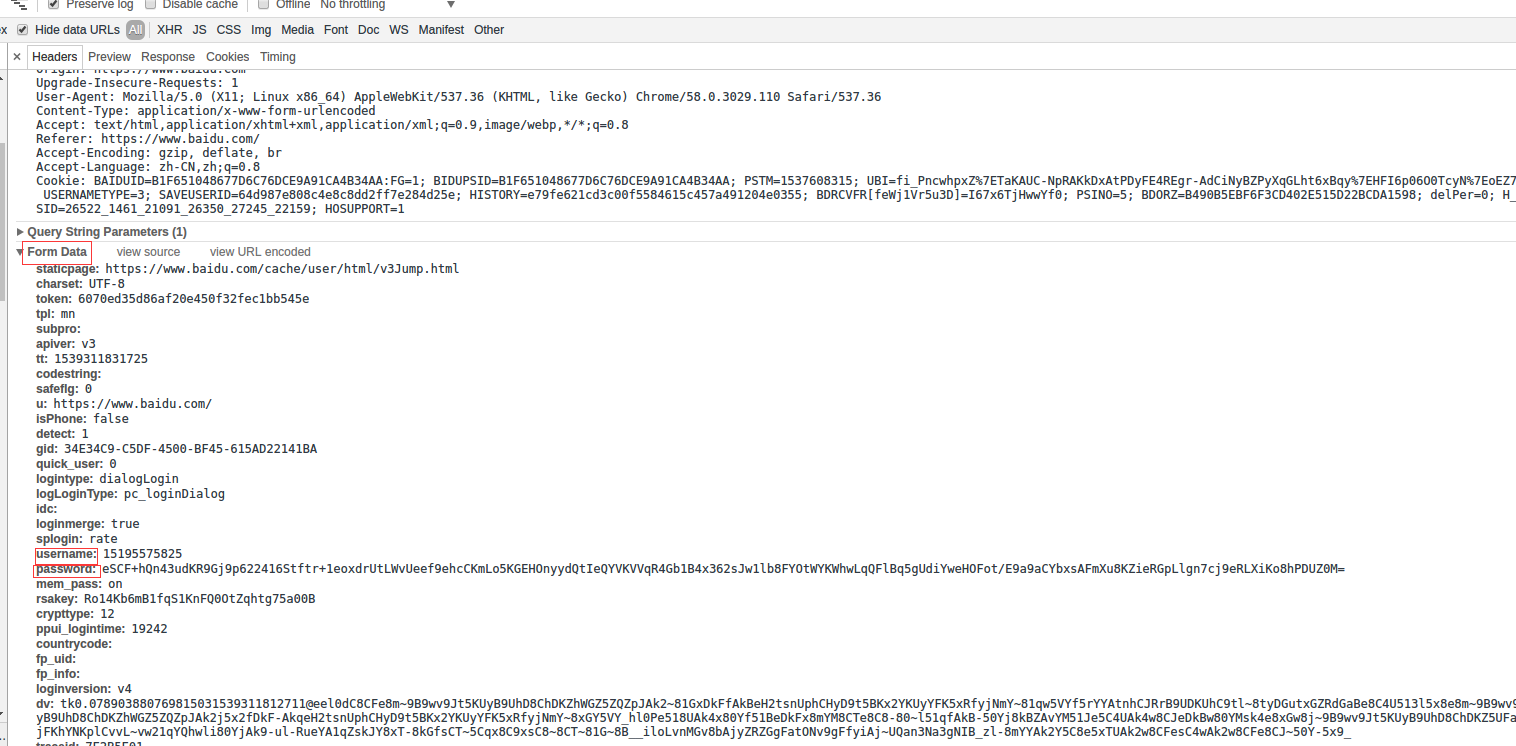 Preserve log Disable cache Offline No throttling
Hide data URLs All XHR JS CSS Img Media Font Doc WS Manifest Other
× Headers Preview Response Cookies Timing
Origin: https://www.baidu.com
Upgrade-Insecure-Requests: 1
User-Agent: Mozilla/5.0 (X11; Linux x86_64) AppleWebKit/537.36 (KHTML, like Gecko) Chrome/58.0.3029.110 Safari/537.36
Content-Type: application/x-www-form-urlencoded
Accept: text/html,application/xhtml+xml,application/xml;q=0.9,image/webp,*/*;q=0.8
Referer: https://www.baidu.com/
Accept-Encoding: gzip, deflate, br
Accept-Language: zh-CN,zh;q=0.8
Cookie: BAIDUID=B1F651048677D6C76DCE9A91CA4B34AA:FG=1; BIDUPSID=B1F651048677D6C76DCE9A91CA4B34AA; PSTM=1537608315; UBI=fi_PncwhpxZ%7ETaKAUC-NpRAKkDxAtPDyFE4REgr-AdCiNyBZPyXqGLht6xBqy%7EHFI6p06O0TcyN%7EoEZ7
USERNAMETYPE=3; SAVEUSERID=64d987e808c4e8c8dd2ff7e284d25e; HISTORY=e79fe621cd3c00f5584615c457a491204e0355; BDRCVFR[feWj1Vr5u3D]=I67x6TjHwwYf0; PSINO=5; BDORZ=B490B5EBF6F3CD402E515D22BCDA1598; delPer=0; H_
SID=26522_1461_21091_26350_27245_22159; HOSUPPORT=1
Query String Parameters (1)
Form Data view source view URL encoded
staticpage: https://www.baidu.com/cache/user/html/v3Jump.html
charset: UTF-8
token: 6070ed35d86af20e450f32fec1bb545e
tpl: mn
subpro:
apiver: v3
tt: 1539311831725
codestring:
safeflg: 0
u: https://www.baidu.com/
isPhone: false
detect: 1
gid: 34E34C9-C5DF-4500-BF45-615AD22141BA
quick_user: 0
logintype: dialogLogin
logLoginType: pc_loginDialog
idc:
loginmerge: true
splogin: rate
username: 15195575825
password: eSCF+hQn43udKR9Gj9p622416Stftr+1eoxdrUtLWvUeef9ehcCKmLo5KGEHOnyydQtIeQYVKVVqR4Gb1B4x362sJw1lb8FYOtWYKWhwLqQFlBq5gUdiYweHOFot/E9a9aCYbxsAFmXu8KZieRGpLlgn7cj9eRLXiKo8hPDUZ0M=
mem_pass: on
rsakey: Ro14Kb6mB1fqS1KnFQ0OtZqhtg75a00B
crypttype: 12
ppui_logintime: 19242
countrycode:
fp_uid:
fp_info:
loginversion: v4
dv: tk0.07890388076981503153931181​2711@eel0dC8CFe8m~9B9wv9Jt5KUyB9UhD8ChDKZhWGZ5ZQZpJAk2~81GxDkFfAkBeH2tsnUphCHyD9t5BKx2YKUyYFK5xRfyjNmY~81qw5VYf5rYYAtnhCJRrB9UDKUhC9tl~8tyDGutxGZRdGaBe8C4U513l5x8e8m~9B9wv9
yB9UhD8ChDKZhWGZ5ZQZpJAk2j5x2fDkF-AkqeH2tsnUphCHyD9t5BKx2YKUyYFK5xRfyjNmY~8xGY5VY_hl0Pe518UAk4x80Yf51BeDkFx8mYM8CTe8C8-80~l51qfAkB-50Yj8kBZAvYM51Je5C4UAk4w8CJeDkBw80YMsk4e8xGw8j~9B9wv9Jt5KUyB9UhD8ChDKZ5UFa
jFKhYNKplCvvL~vw21qYQhwli80YjAk9-ul-RueYA1qZskJY8xT-8kGfsCT~5Cqx8C9xsC8~8CT~81G~8B__iloLvnMGv8bAjyZRZGgFatONv9gFfyiAj~UQan3Na3gNIB_zl-8mYYAk2Y5C8e5xTUAk2w8CFesC4wAk2w8CFe8CJ~50Y-5x9_